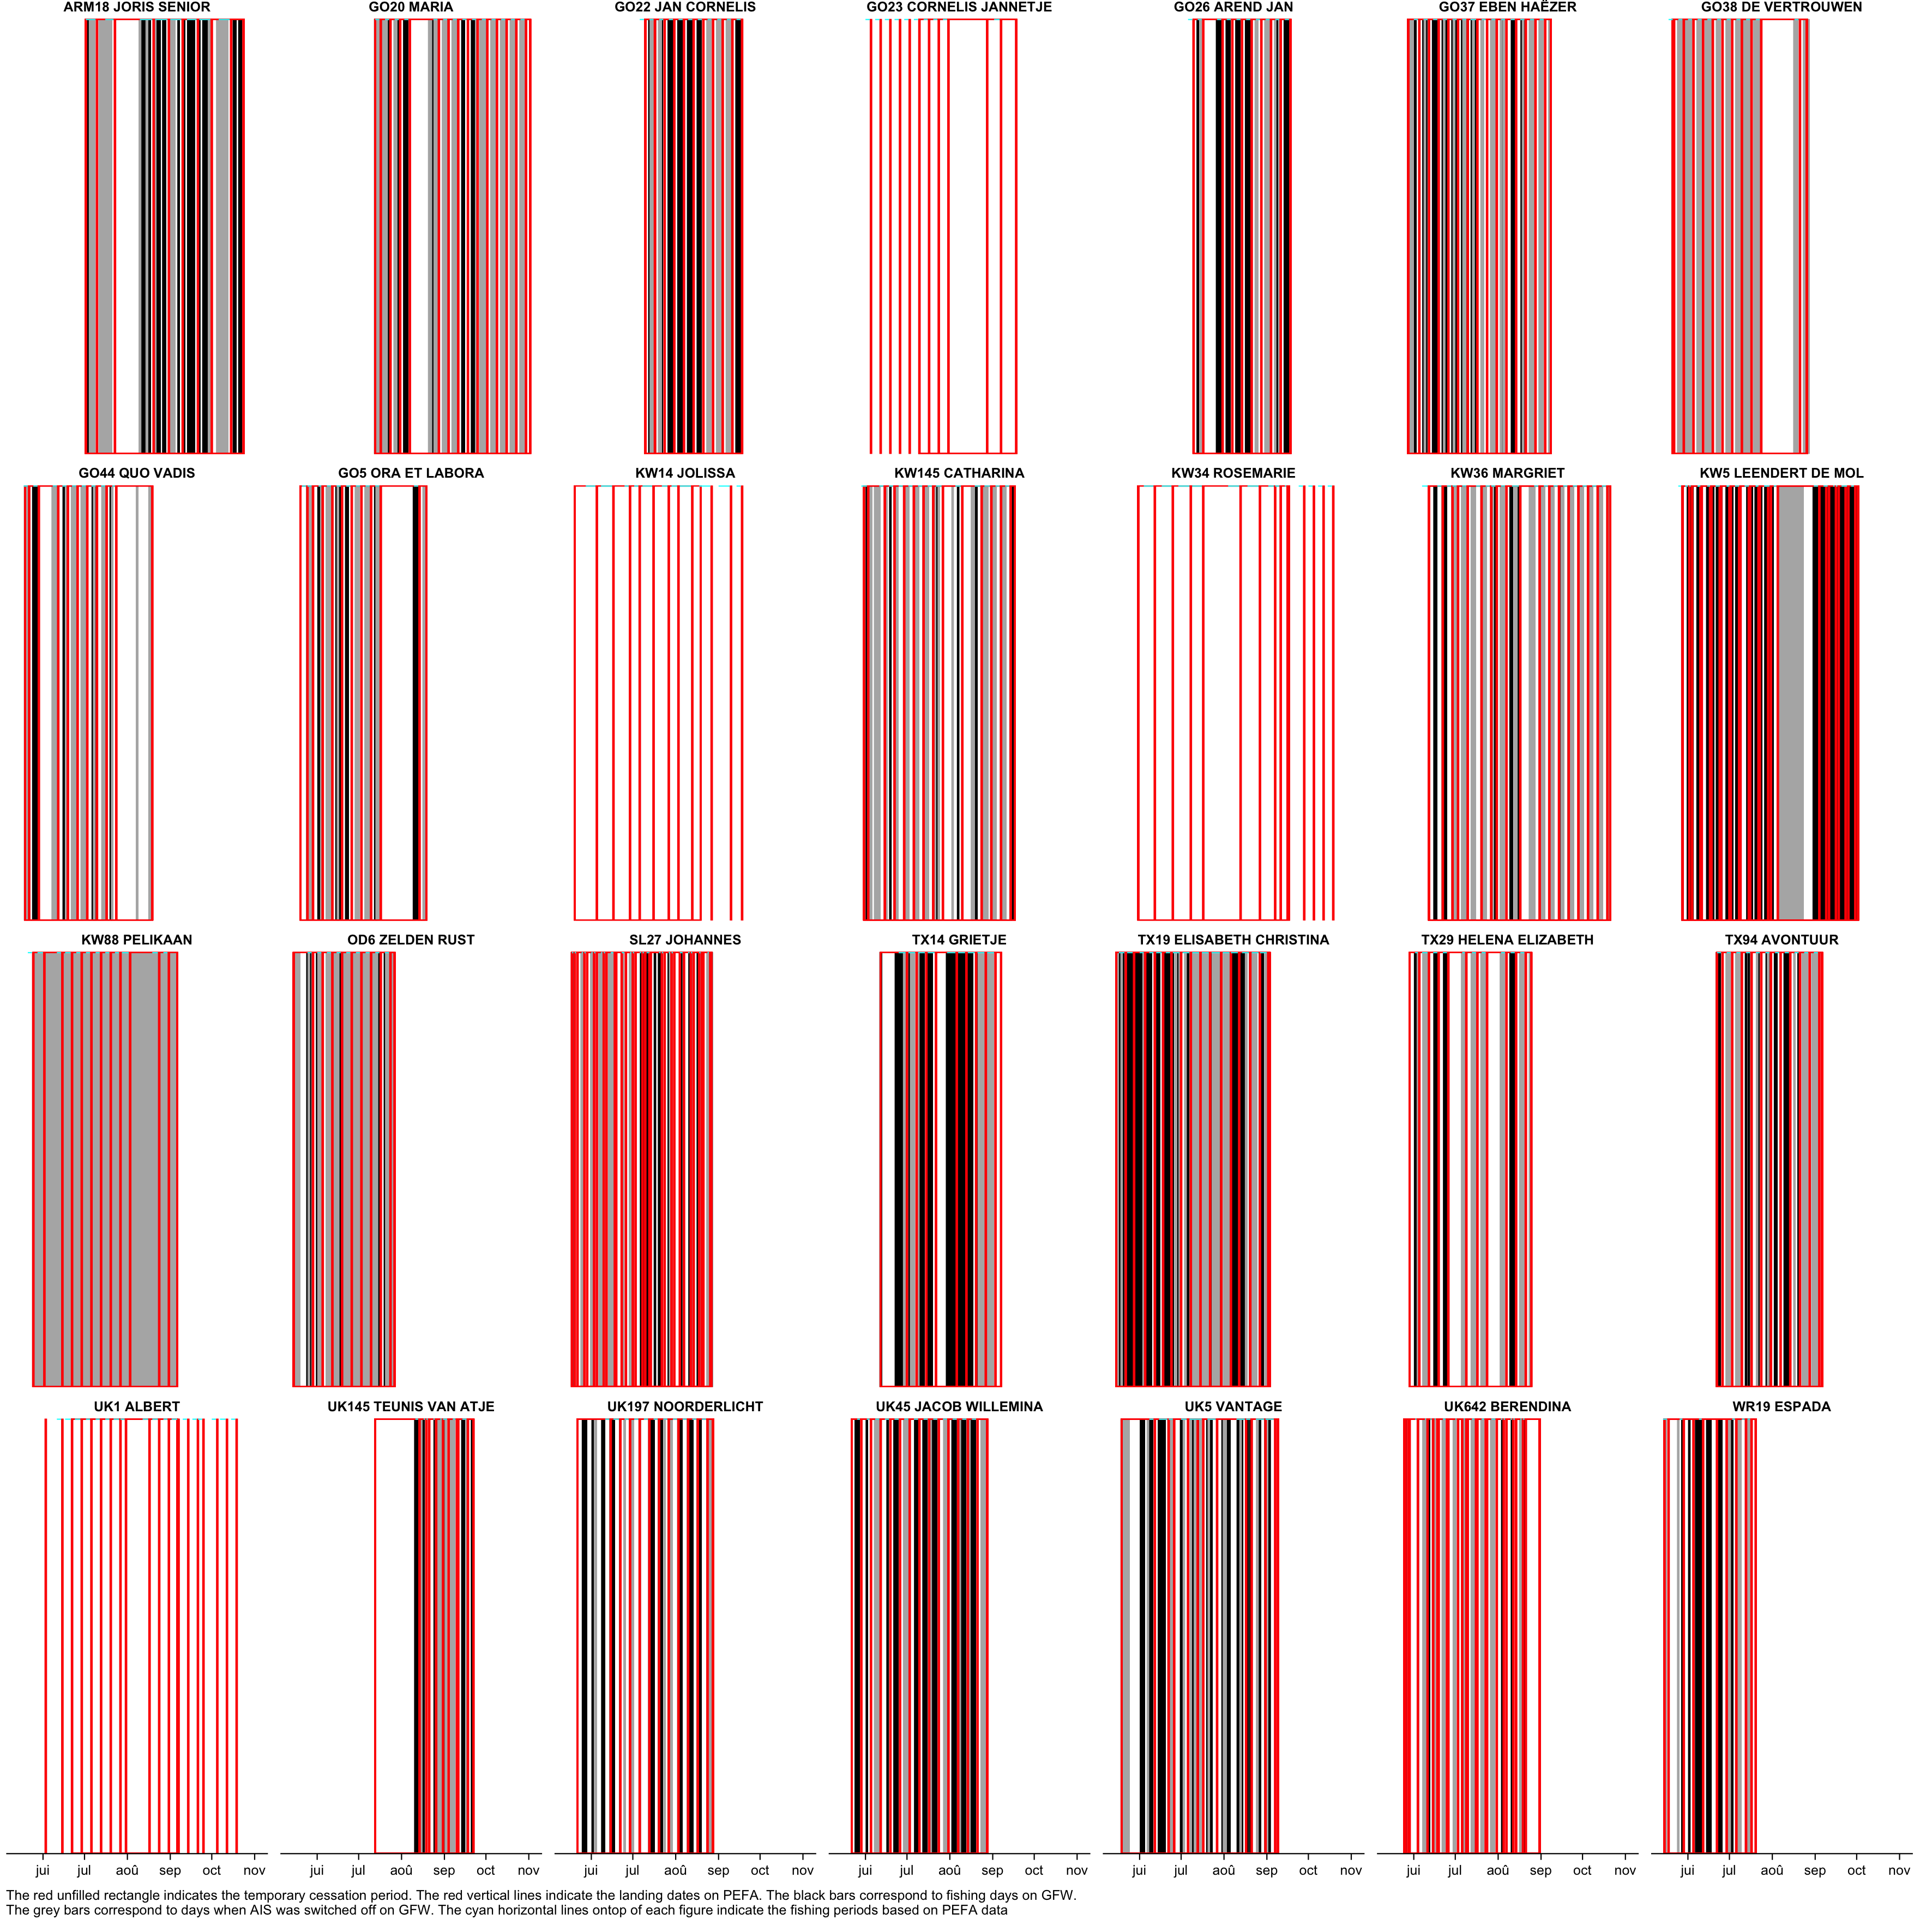 ARM18 JORIS SENIOR GO20 MARIA GO22 JAN CORNELIS GO23 CORNELIS JANNETJE GO26 AREND JAN GO37 EBEN HAËZER GO38 DE VERTROUWEN
GO44 QUO VADIS GO5 ORA ET LABORA KW14 JOLISSA KW145 CATHARINA KW34 ROSEMARIE KW36 MARGRIET KW5 LEENDERT DE MOL
KW88 PELIKAAN OD6 ZELDEN RUST SL27 JOHANNES TX14 GRIETJE TX19 ELISABETH CHRISTINA TX29 HELENA ELIZABETH TX94 AVONTUUR
UK1 ALBERT UK145 TEUNIS VAN ATJE UK197 NOORDERLICHT UK45 JACOB WILLEMINA UK5 VANTAGE UK642 BERENDINA WR19 ESPADA
jui jul aoû sep oct nov jui jul aoû sep oct nov jui jul aoû sep oct nov jui jul aoû sep oct nov jui jul aoû sep oct nov jui jul aoû sep oct nov jui jul aoû sep oct nov
The red unfilled rectangle indicates the temporary cessation period. The red vertical lines indicate the landing dates on PEFA. The black bars correspond to fishing days on GFW.
The grey bars correspond to days when AIS was switched off on GFW. The cyan horizontal lines ontop of each figure indicate the fishing periods based on PEFA data